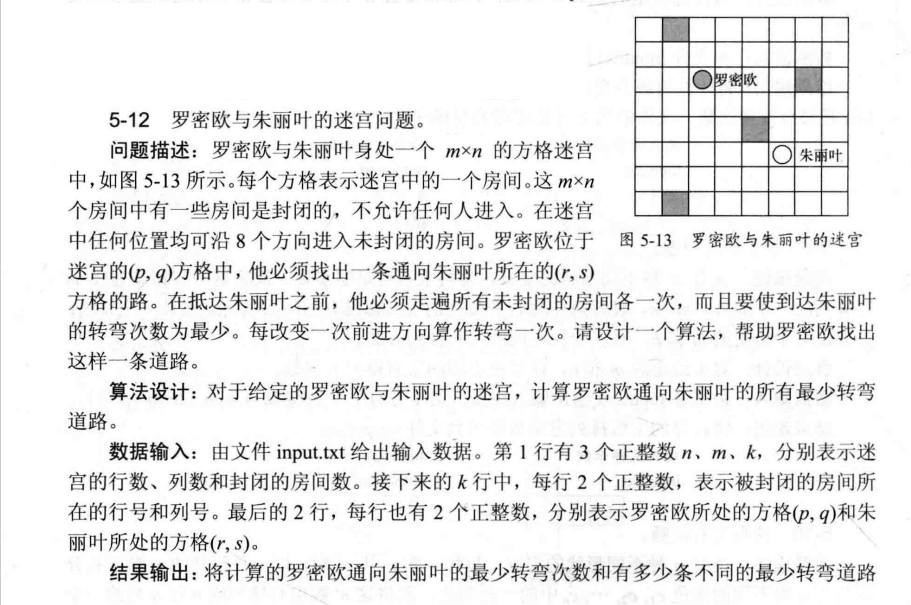 罗密欧
朱丽叶
图 5-13 罗密欧与朱丽叶的迷宫
5-12 罗密欧与朱丽叶的迷宫问题。
问题描述：罗密欧与朱丽叶身处一个 m×n 的方格迷宫
中，如图 5-13 所示。每个方格表示迷宫中的一个房间。这 m×n
个房间中有一些房间是封闭的，不允许任何人进入。在迷宫
中任何位置均可沿 8 个方向进入未封闭的房间。罗密欧位于
迷宫的(p, q)方格中，他必须找出一条通向朱丽叶所在的(r, s)
方格的路。在抵达朱丽叶之前，他必须走遍所有未封闭的房间各一次，而且要使到达朱丽叶
的转弯次数为最少。每改变一次前进方向算作转弯一次。请设计一个算法，帮助罗密欧找出
这样一条道路。
算法设计：对于给定的罗密欧与朱丽叶的迷宫，计算罗密欧通向朱丽叶的所有最少转弯
道路。
数据输入：由文件 input.txt 给出输入数据。第 1 行有 3 个正整数 n、m、k，分别表示迷
宫的行数、列数和封闭的房间数。接下来的 k 行中，每行 2 个正整数，表示被封闭的房间所
在的行号和列号。最后的 2 行，每行也有 2 个正整数，分别表示罗密欧所处的方格(p, q)和朱
丽叶所处的方格(r, s)。
结果输出：将计算的罗密欧通向朱丽叶的最少转弯次数和有多少条不同的最少转弯道路